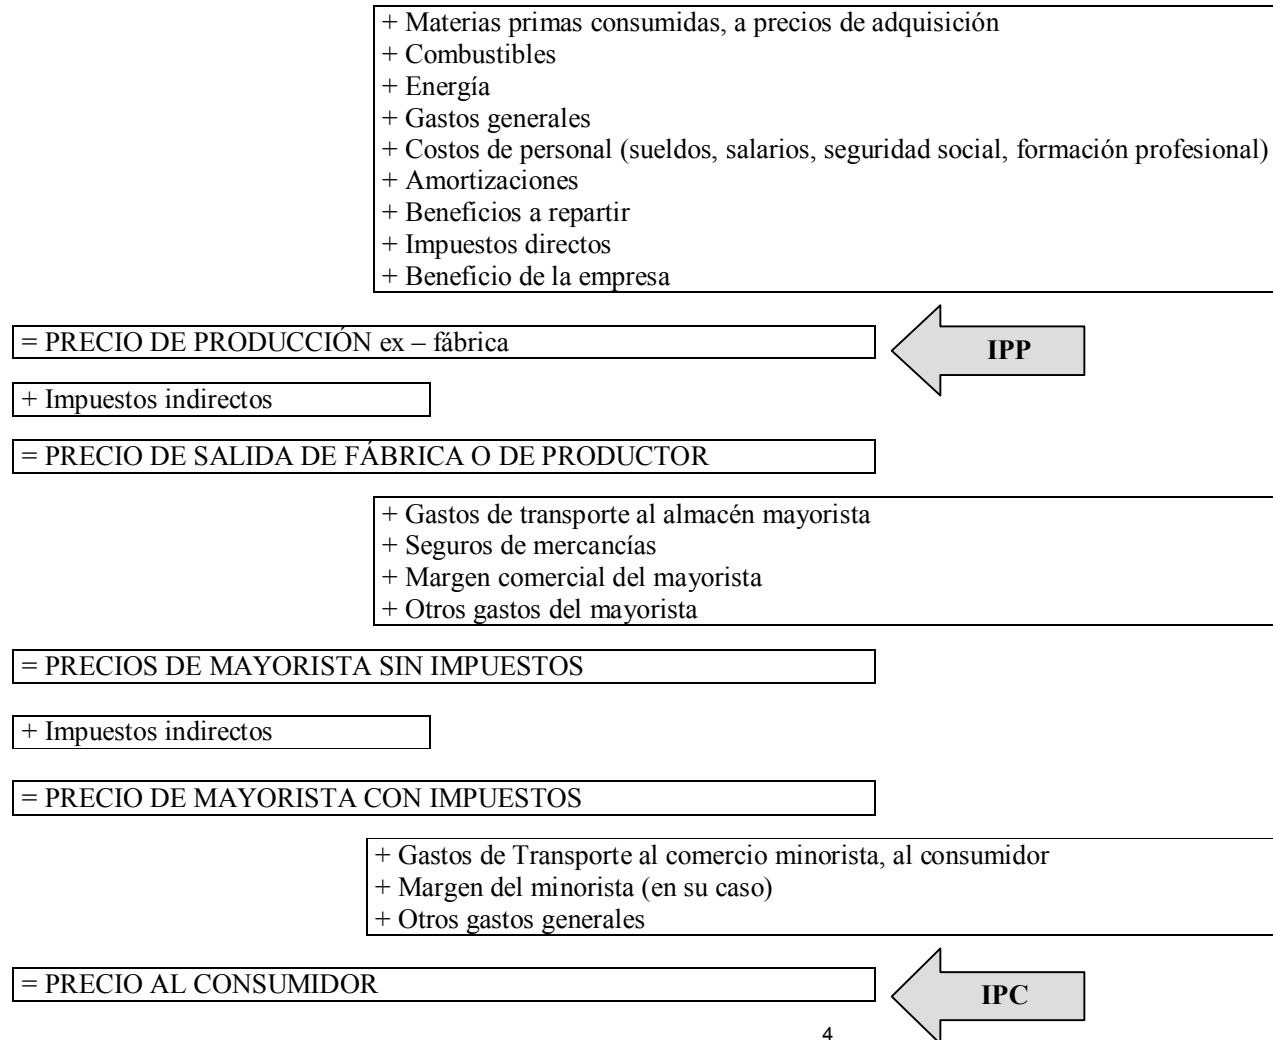 + Materias primas consumidas, a precios de adquisición
+ Combustibles
+ Energía
+ Gastos generales
+ Costos de personal (sueldos, salarios, seguridad social, formación profesional)
+ Amortizaciones
+ Beneficios a repartir
+ Impuestos directos
+ Beneficio de la empresa
= PRECIO DE PRODUCCIÓN ex – fábrica
IPP
+ Impuestos indirectos
= PRECIO DE SALIDA DE FÁBRICA O DE PRODUCTOR
+ Gastos de transporte al almacén mayorista
+ Seguros de mercancías
+ Margen comercial del mayorista
+ Otros gastos del mayorista
= PRECIOS DE MAYORISTA SIN IMPUESTOS
+ Impuestos indirectos
= PRECIO DE MAYORISTA CON IMPUESTOS
+ Gastos de Transporte al comercio minorista, al consumidor
+ Margen del minorista (en su caso)
+ Otros gastos generales
= PRECIO AL CONSUMIDOR
IPC
4